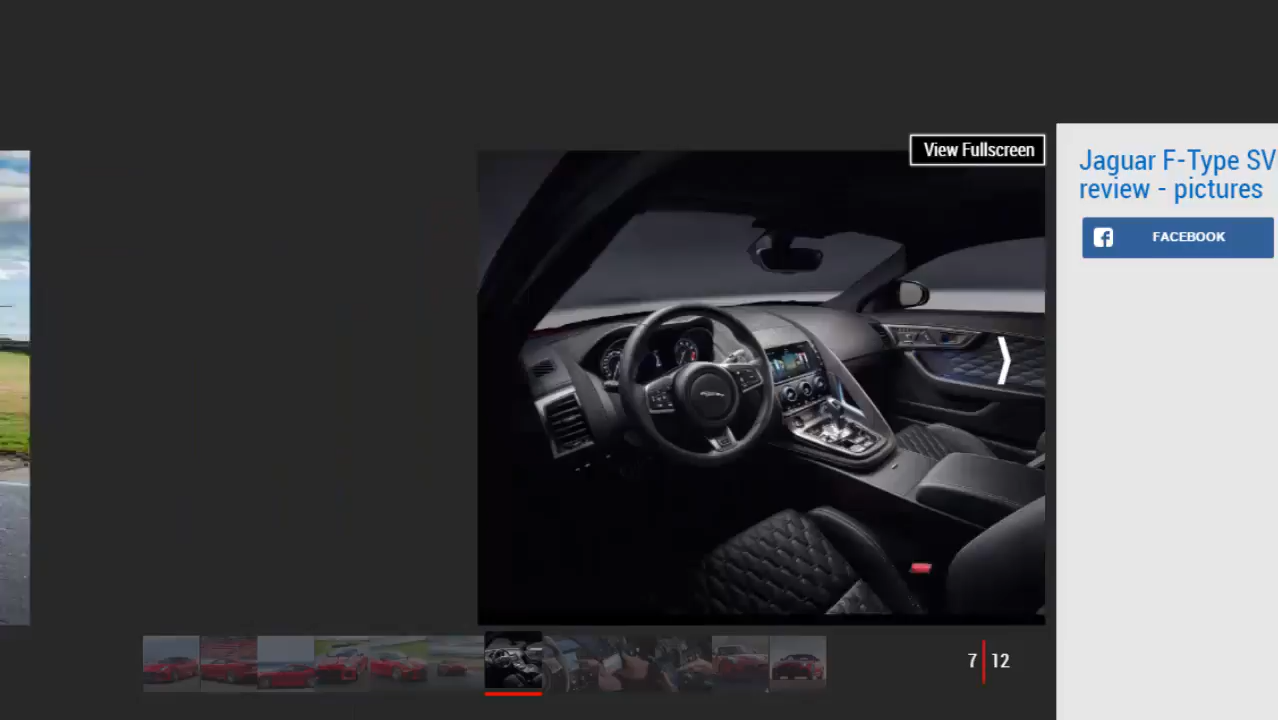 View Fullscreen
Jaguar F-Type SV
review - pictures
FACEBOOK
7 12